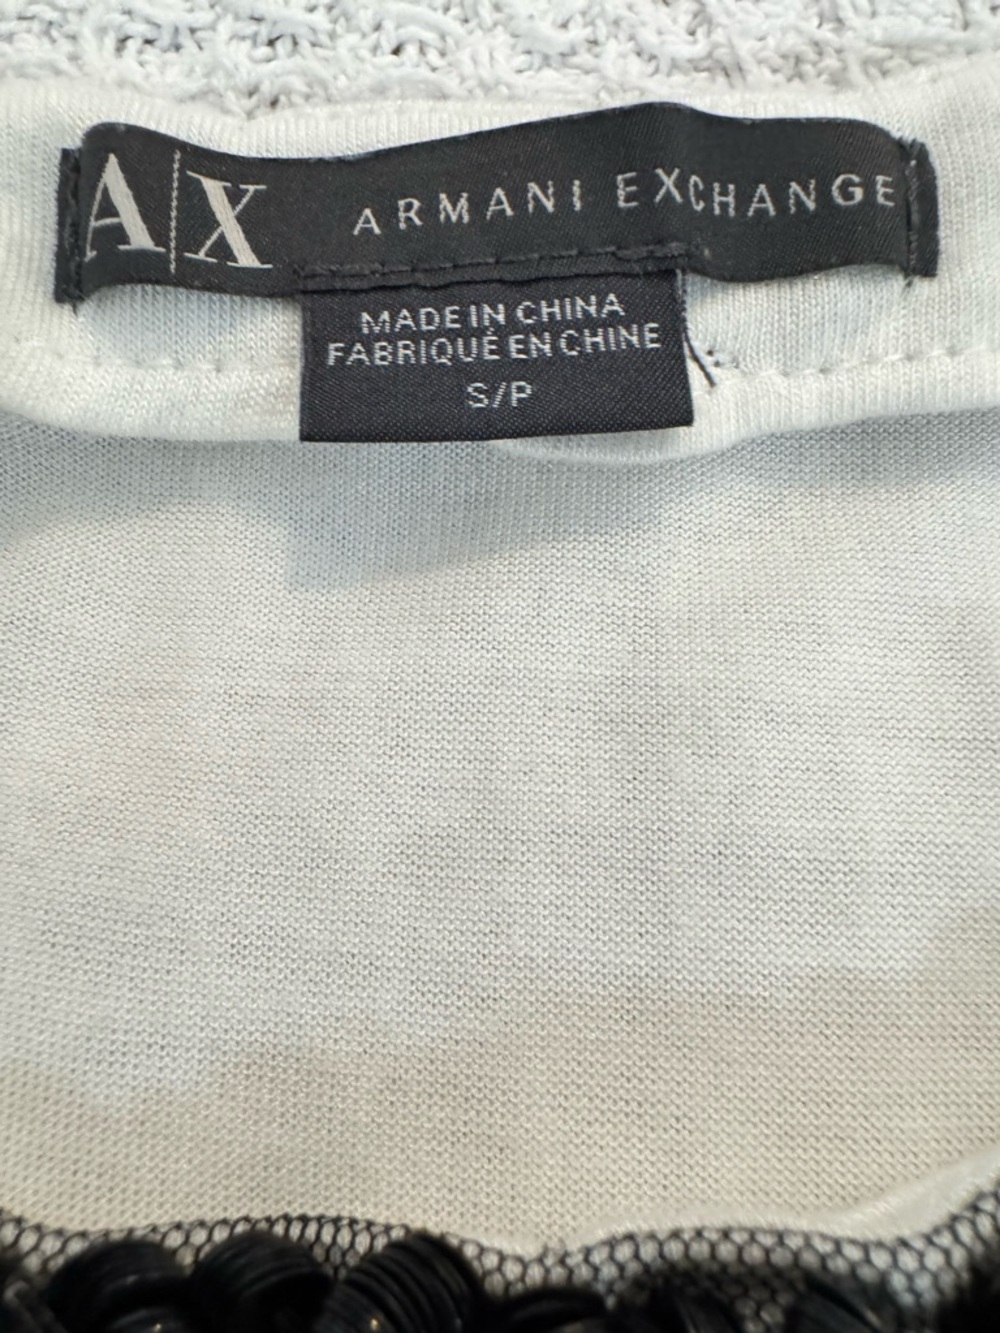 A|X ARMANI EXCHANGE
MADE IN CHINA
FABRIQUÉ EN CHINE
S/P